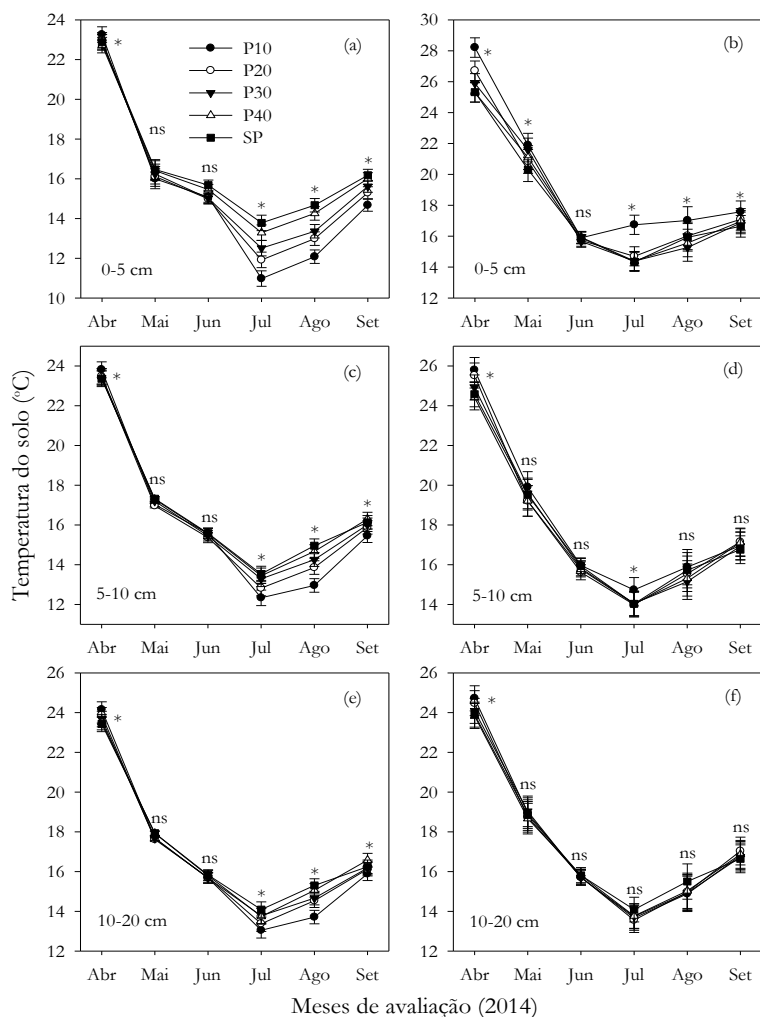 24
22
20
18
16
14
12
10
(a)
P10
P20
P30
P40
SP
*
ns
ns
*
*
*
0-5 cm
Abr Mai Jun Jul Ago Set
30
28
26
24
22
20
18
16
14
12
(b)
*
*
ns
*
*
*
0-5 cm
Abr Mai Jun Jul Ago Set
Temperatura do solo (°C)
24
22
20
18
16
14
12
(c)
*
ns
ns
*
*
*
5-10 cm
Abr Mai Jun Jul Ago Set
26
24
22
20
18
16
14
(d)
*
ns
ns
*
ns
ns
5-10 cm
Abr Mai Jun Jul Ago Set
26
24
22
20
18
16
14
12
(e)
*
ns
ns
*
*
*
10-20 cm
Abr Mai Jun Jul Ago Set
26
24
22
20
18
16
14
12
(f)
*
ns
ns
ns
ns
ns
10-20 cm
Abr Mai Jun Jul Ago Set
Meses de avaliação (2014)